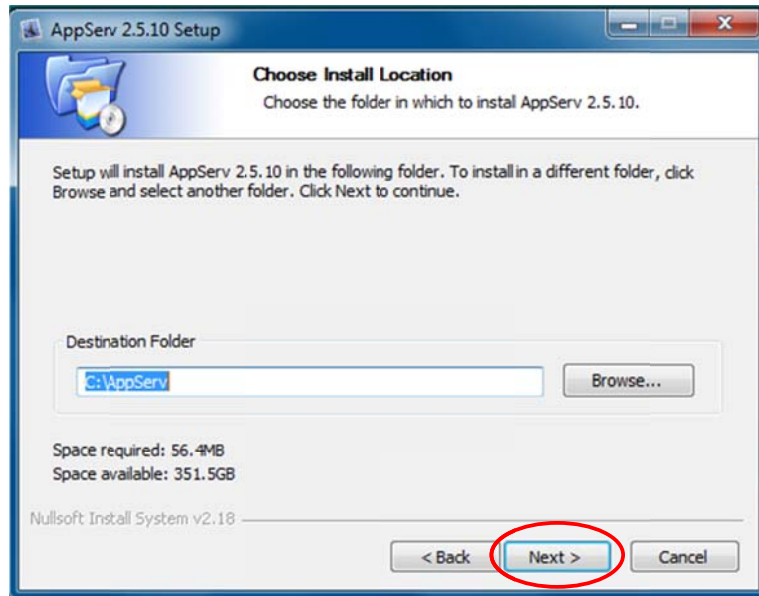 AppServ 2.5.10 Setup
Choose Install Location
Choose the folder in which to install AppServ 2.5.10.
Setup will install AppServ 2.5.10 in the following folder. To install in a different folder, click
Browse and select another folder. Click Next to continue.
Destination Folder
C:\AppServ
Browse...
Space required: 56.4MB
Space available: 351.5GB
Nullsoft Install System v2.18
< Back Next > Cancel